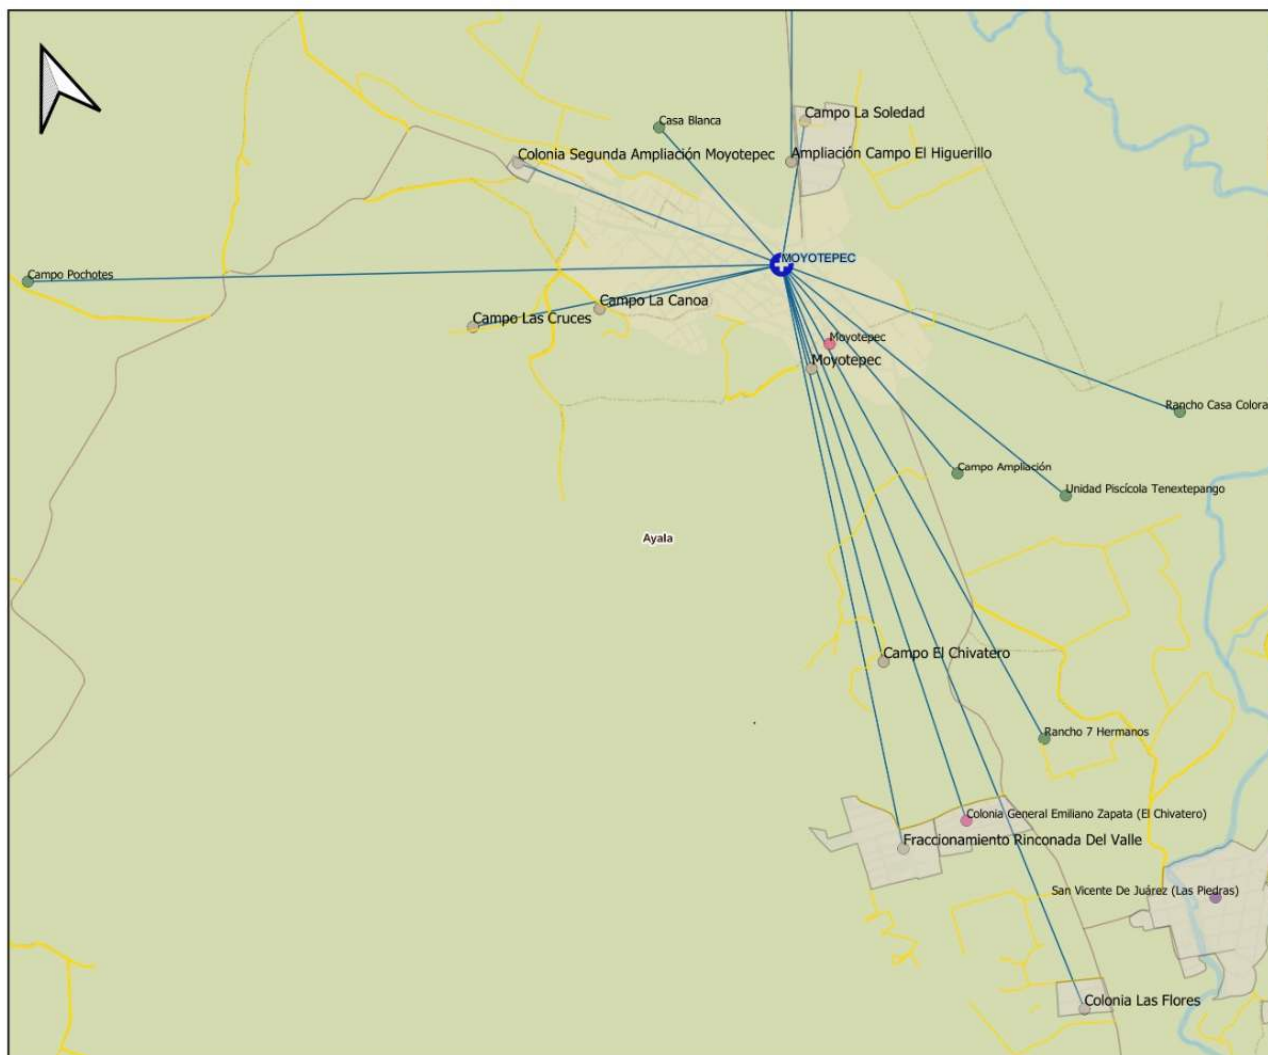 Campo La Soledad
Casa Blanca
Colonia Segunda Ampliación Moyotepec
Ampliación Campo El Higuerillo
MOYOTEPEC
Campo Pochotes
Campo La Canoa
Campo Las Cruces
Moyotepec
Moyotepec
Rancho Casa Colora
Campo Ampliación
Unidad Piscícola Tenextepango
Ayala
Campo El Chivatero
Rancho 7 Hermanos
Colonia General Emiliano Zapata (El Chivatero)
Fraccionamiento Rinconada Del Valle
San Vicente De Juárez (Las Piedras)
Colonia Las Flores